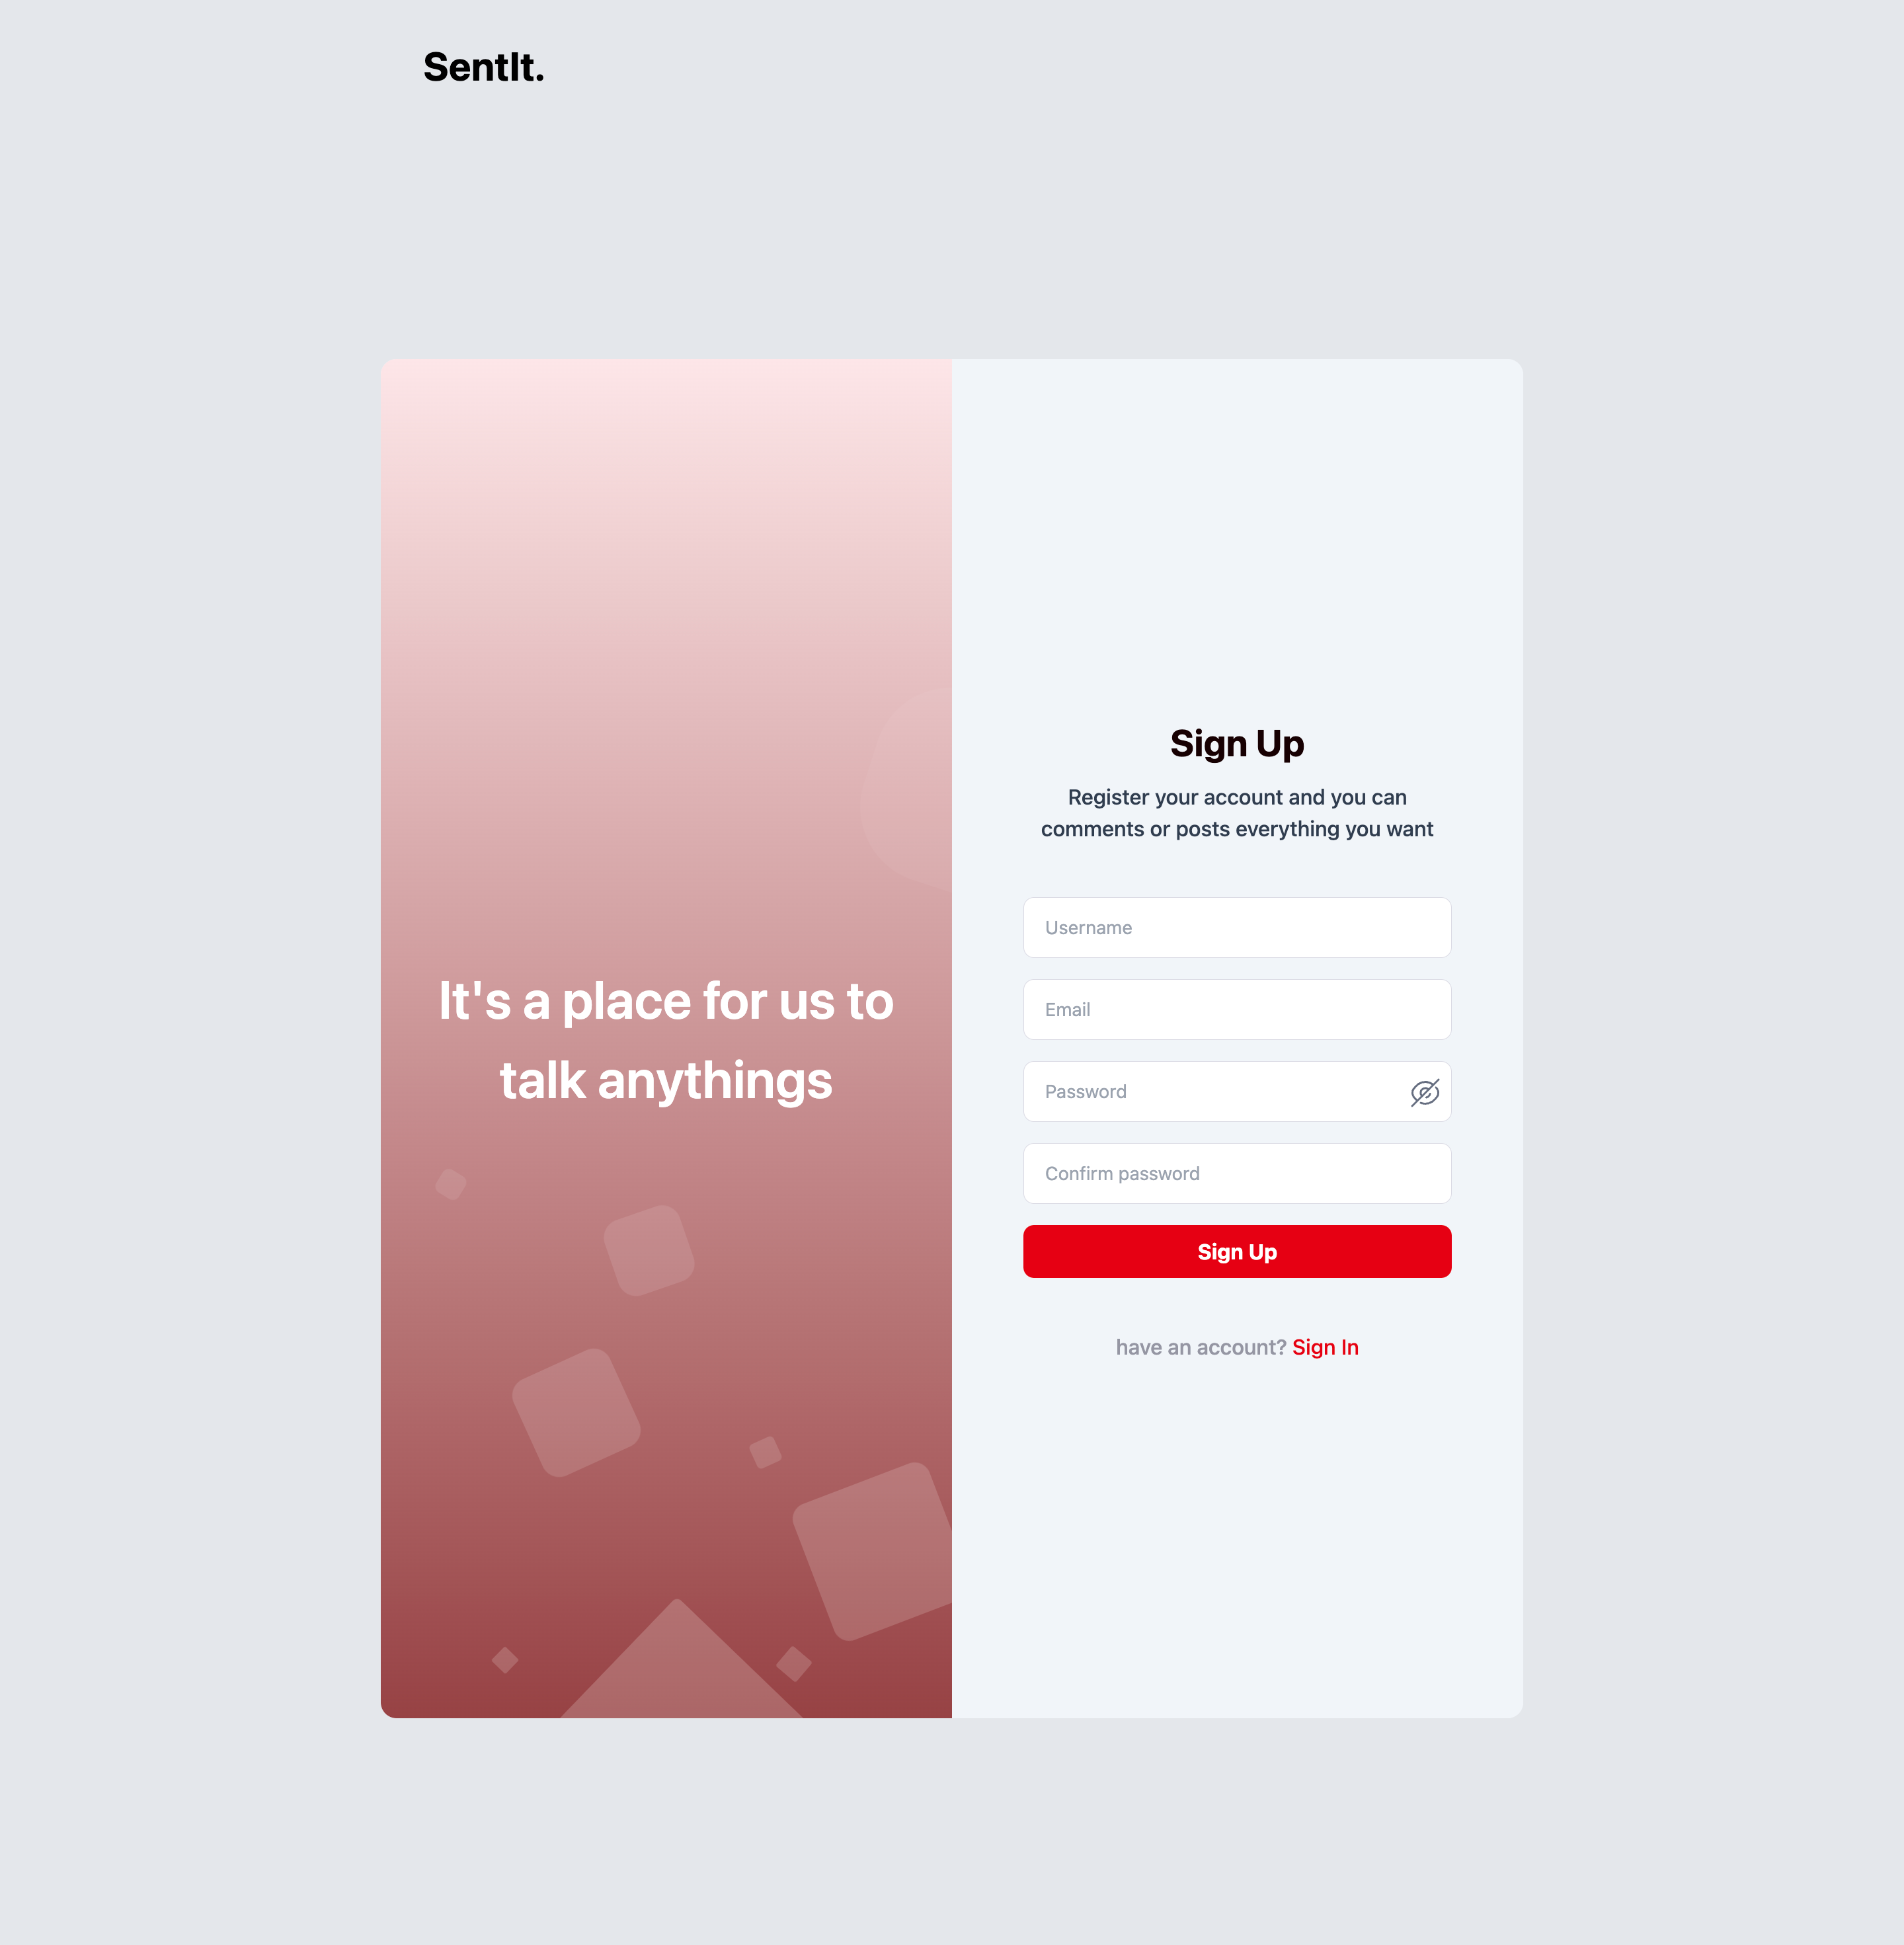 SentIt.
It's a place for us to
talk anythings
Sign Up
Register your account and you can
comments or posts everything you want
Username
Email
Password
Confirm password
Sign Up
have an account? Sign In